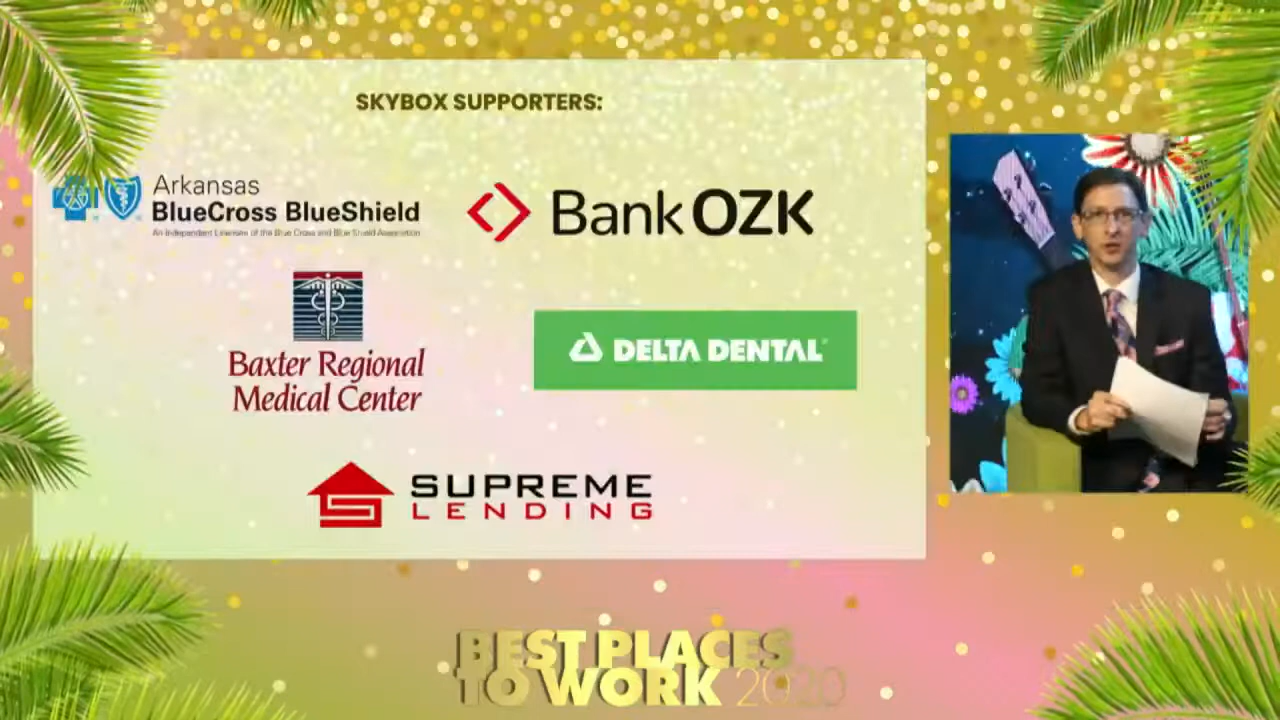 SKYBOX SUPPORTERS:
Arkansas
BlueCross BlueShield
An Independent Licensee of the Blue Cross and Blue Shield Association
Bank OZK
Baxter Regional
Medical Center
DELTA DENTAL
SUPREME
LENDING
BEST PLACES
TO WORK 2020